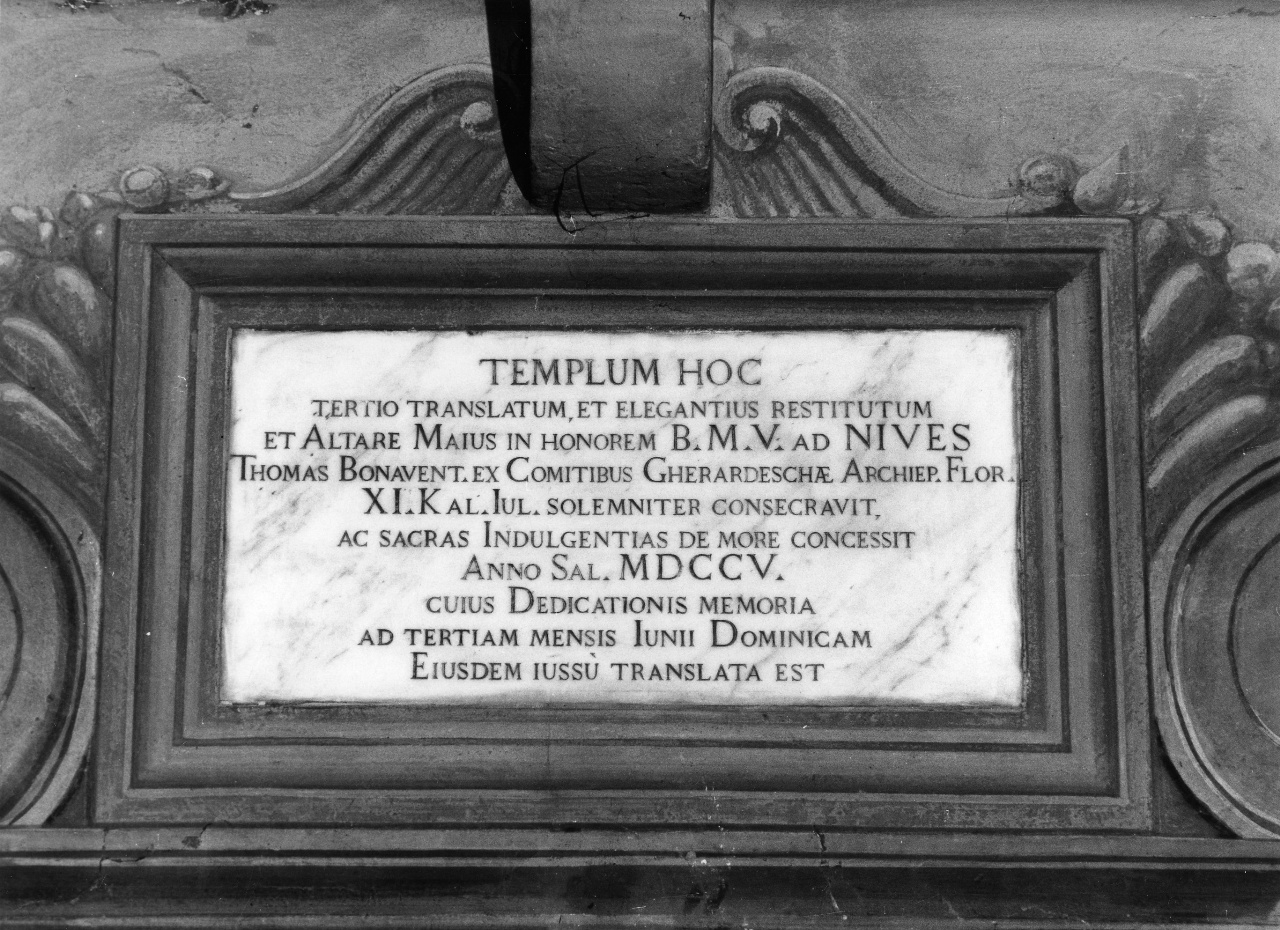 TEMPLUM HOC
TERTIO TRANSLATUM, ET ELEGANTIUS RESTITUTUM
ET ALTARE MAIUS IN HONOREM B.M.V. AD NIVES
THOMAS BONAVENT. EX COMITIBUS GHERARDESCHÆ ARCHIEP. FLOR.
XI. KAL. IUL. SOLEMNITER CONSECRAVIT,
AC SACRAS INDULGENTIAS DE MORE CONCESSIT
ANNO SAL. MDCCV.
CUIUS DEDICATIONIS MEMORIA
AD TERTIAM MENSIS IUNII DOMINICAM
EIUSDEM IUSSÙ TRANSLATA EST